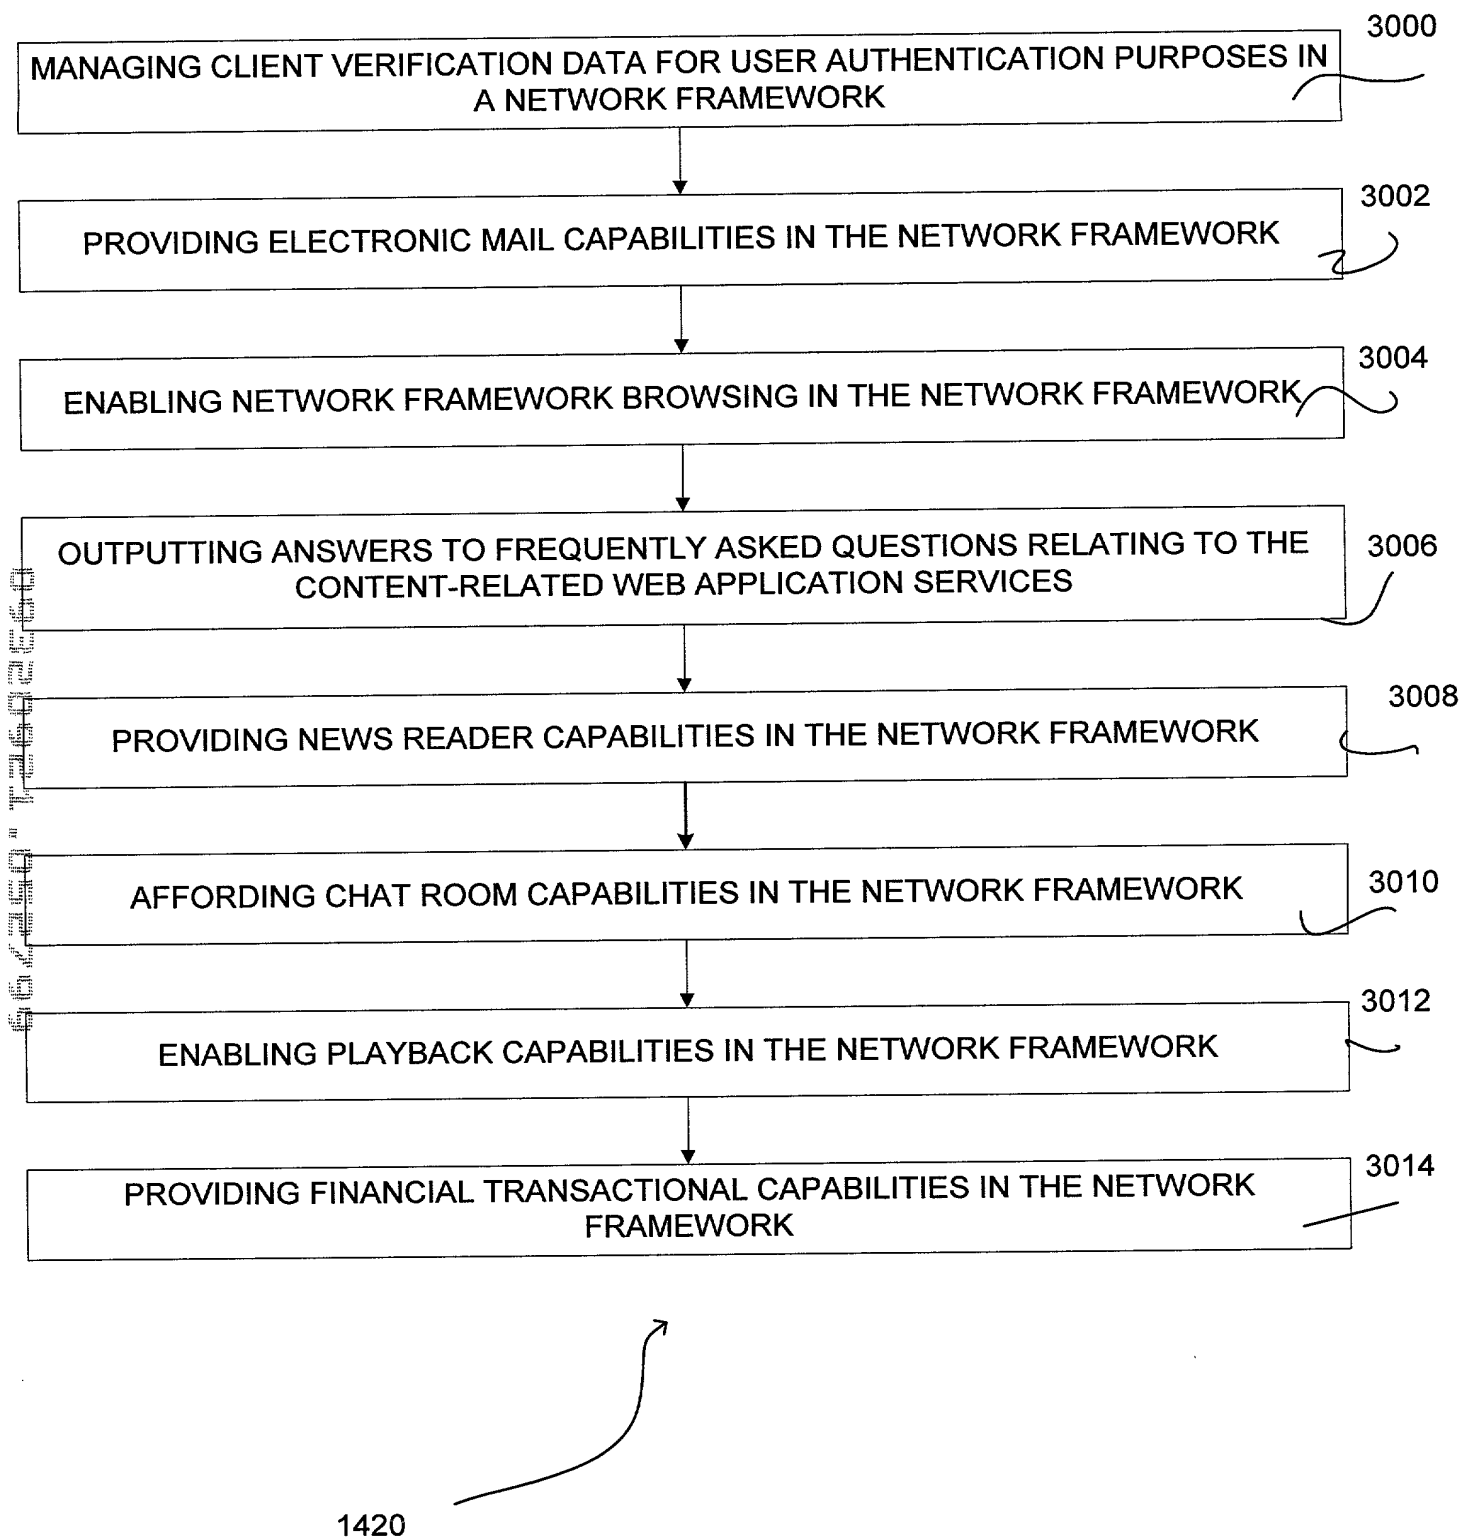 3000
MANAGING CLIENT VERIFICATION DATA FOR USER AUTHENTICATION PURPOSES IN
A NETWORK FRAMEWORK
3002
PROVIDING ELECTRONIC MAIL CAPABILITIES IN THE NETWORK FRAMEWORK
3004
ENABLING NETWORK FRAMEWORK BROWSING IN THE NETWORK FRAMEWORK
3006
OUTPUTTING ANSWERS TO FREQUENTLY ASKED QUESTIONS RELATING TO THE
CONTENT-RELATED WEB APPLICATION SERVICES
3008
PROVIDING NEWS READER CAPABILITIES IN THE NETWORK FRAMEWORK
3010
AFFORDING CHAT ROOM CAPABILITIES IN THE NETWORK FRAMEWORK
3012
ENABLING PLAYBACK CAPABILITIES IN THE NETWORK FRAMEWORK
3014
PROVIDING FINANCIAL TRANSACTIONAL CAPABILITIES IN THE NETWORK
FRAMEWORK
1420